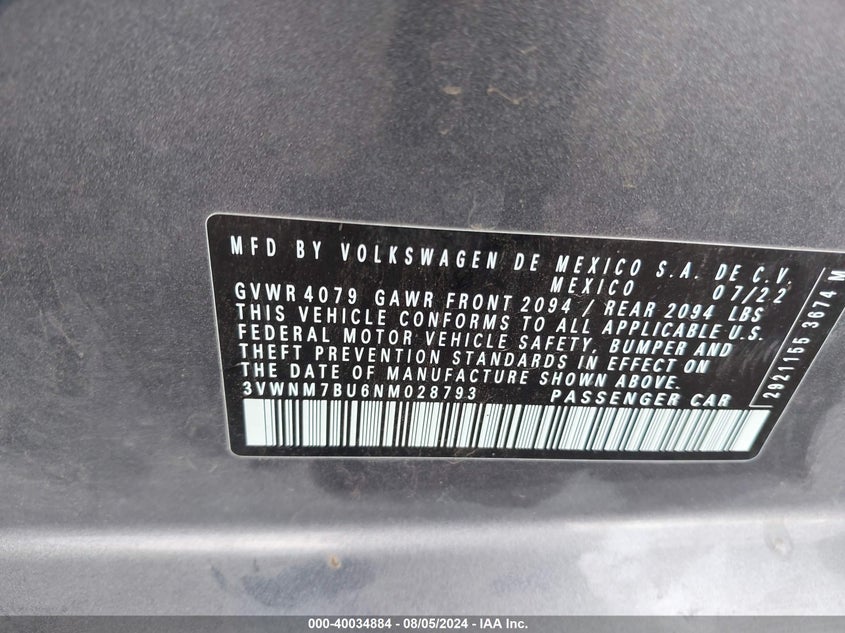 MFD BY VOLKSWAGEN DE MEXICO S.A. DE C.V.
MEXICO 07/22
GVWR 4079 GAWR FRONT 2094 / REAR 2094 LBS
THIS VEHICLE CONFORMS TO ALL APPLICABLE U.S.
FEDERAL MOTOR VEHICLE SAFETY, BUMPER AND
THEFT PREVENTION STANDARDS IN EFFECT ON
THE DATE OF MANUFACTURE SHOWN ABOVE.
3VWNM7BU6NM028793 PASSENGER CAR
2921155 3674 M
000-40034884 - 08/05/2024 - IAA Inc.